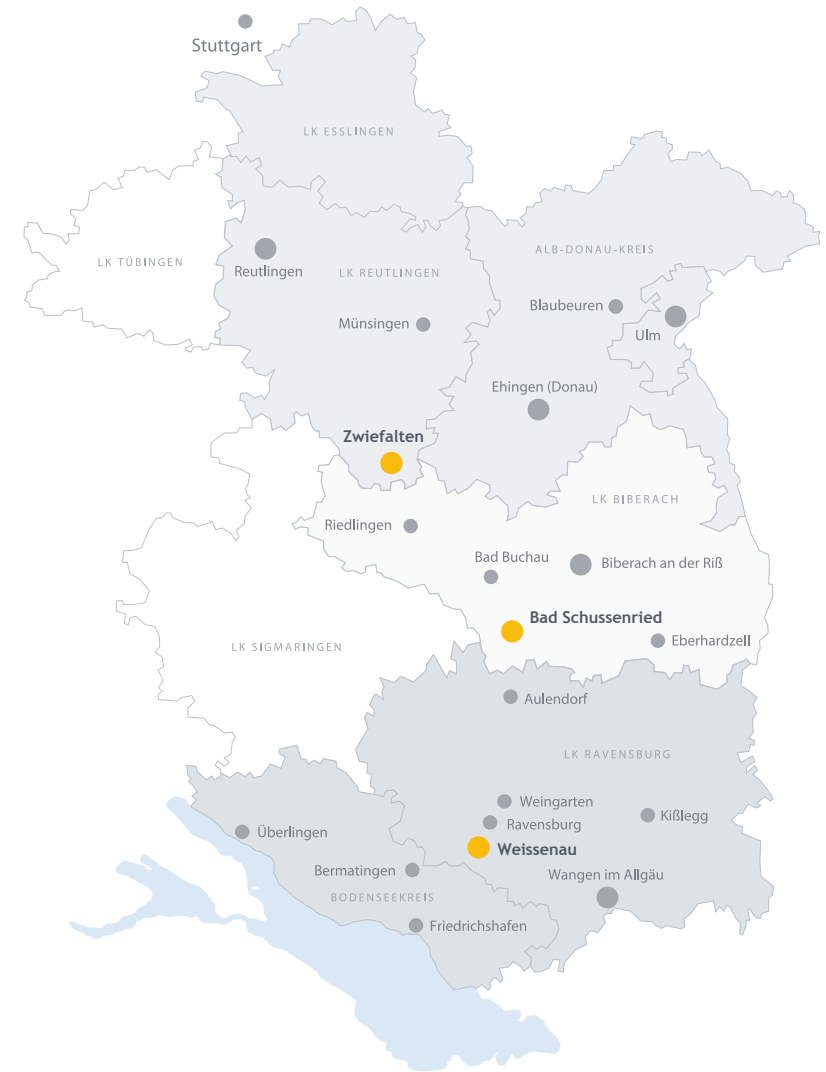 Stuttgart
LK ESSLINGEN
LK TÜBINGEN
ALB-DONAU-KREIS
Reutlingen
LK REUTLINGEN
Blaubeuren
Münsingen
Ulm
Ehingen (Donau)
Zwiefalten
LK BIBERACH
Riedlingen
Bad Buchau
Biberach an der Riß
Bad Schussenried
LK SIGMARINGEN
Eberhardzell
Aulendorf
LK RAVENSBURG
Weingarten
Kißlegg
Ravensburg
Überlingen
Weissenau
Bermatingen
Wangen im Allgäu
BODENSEEKREIS
Friedrichshafen